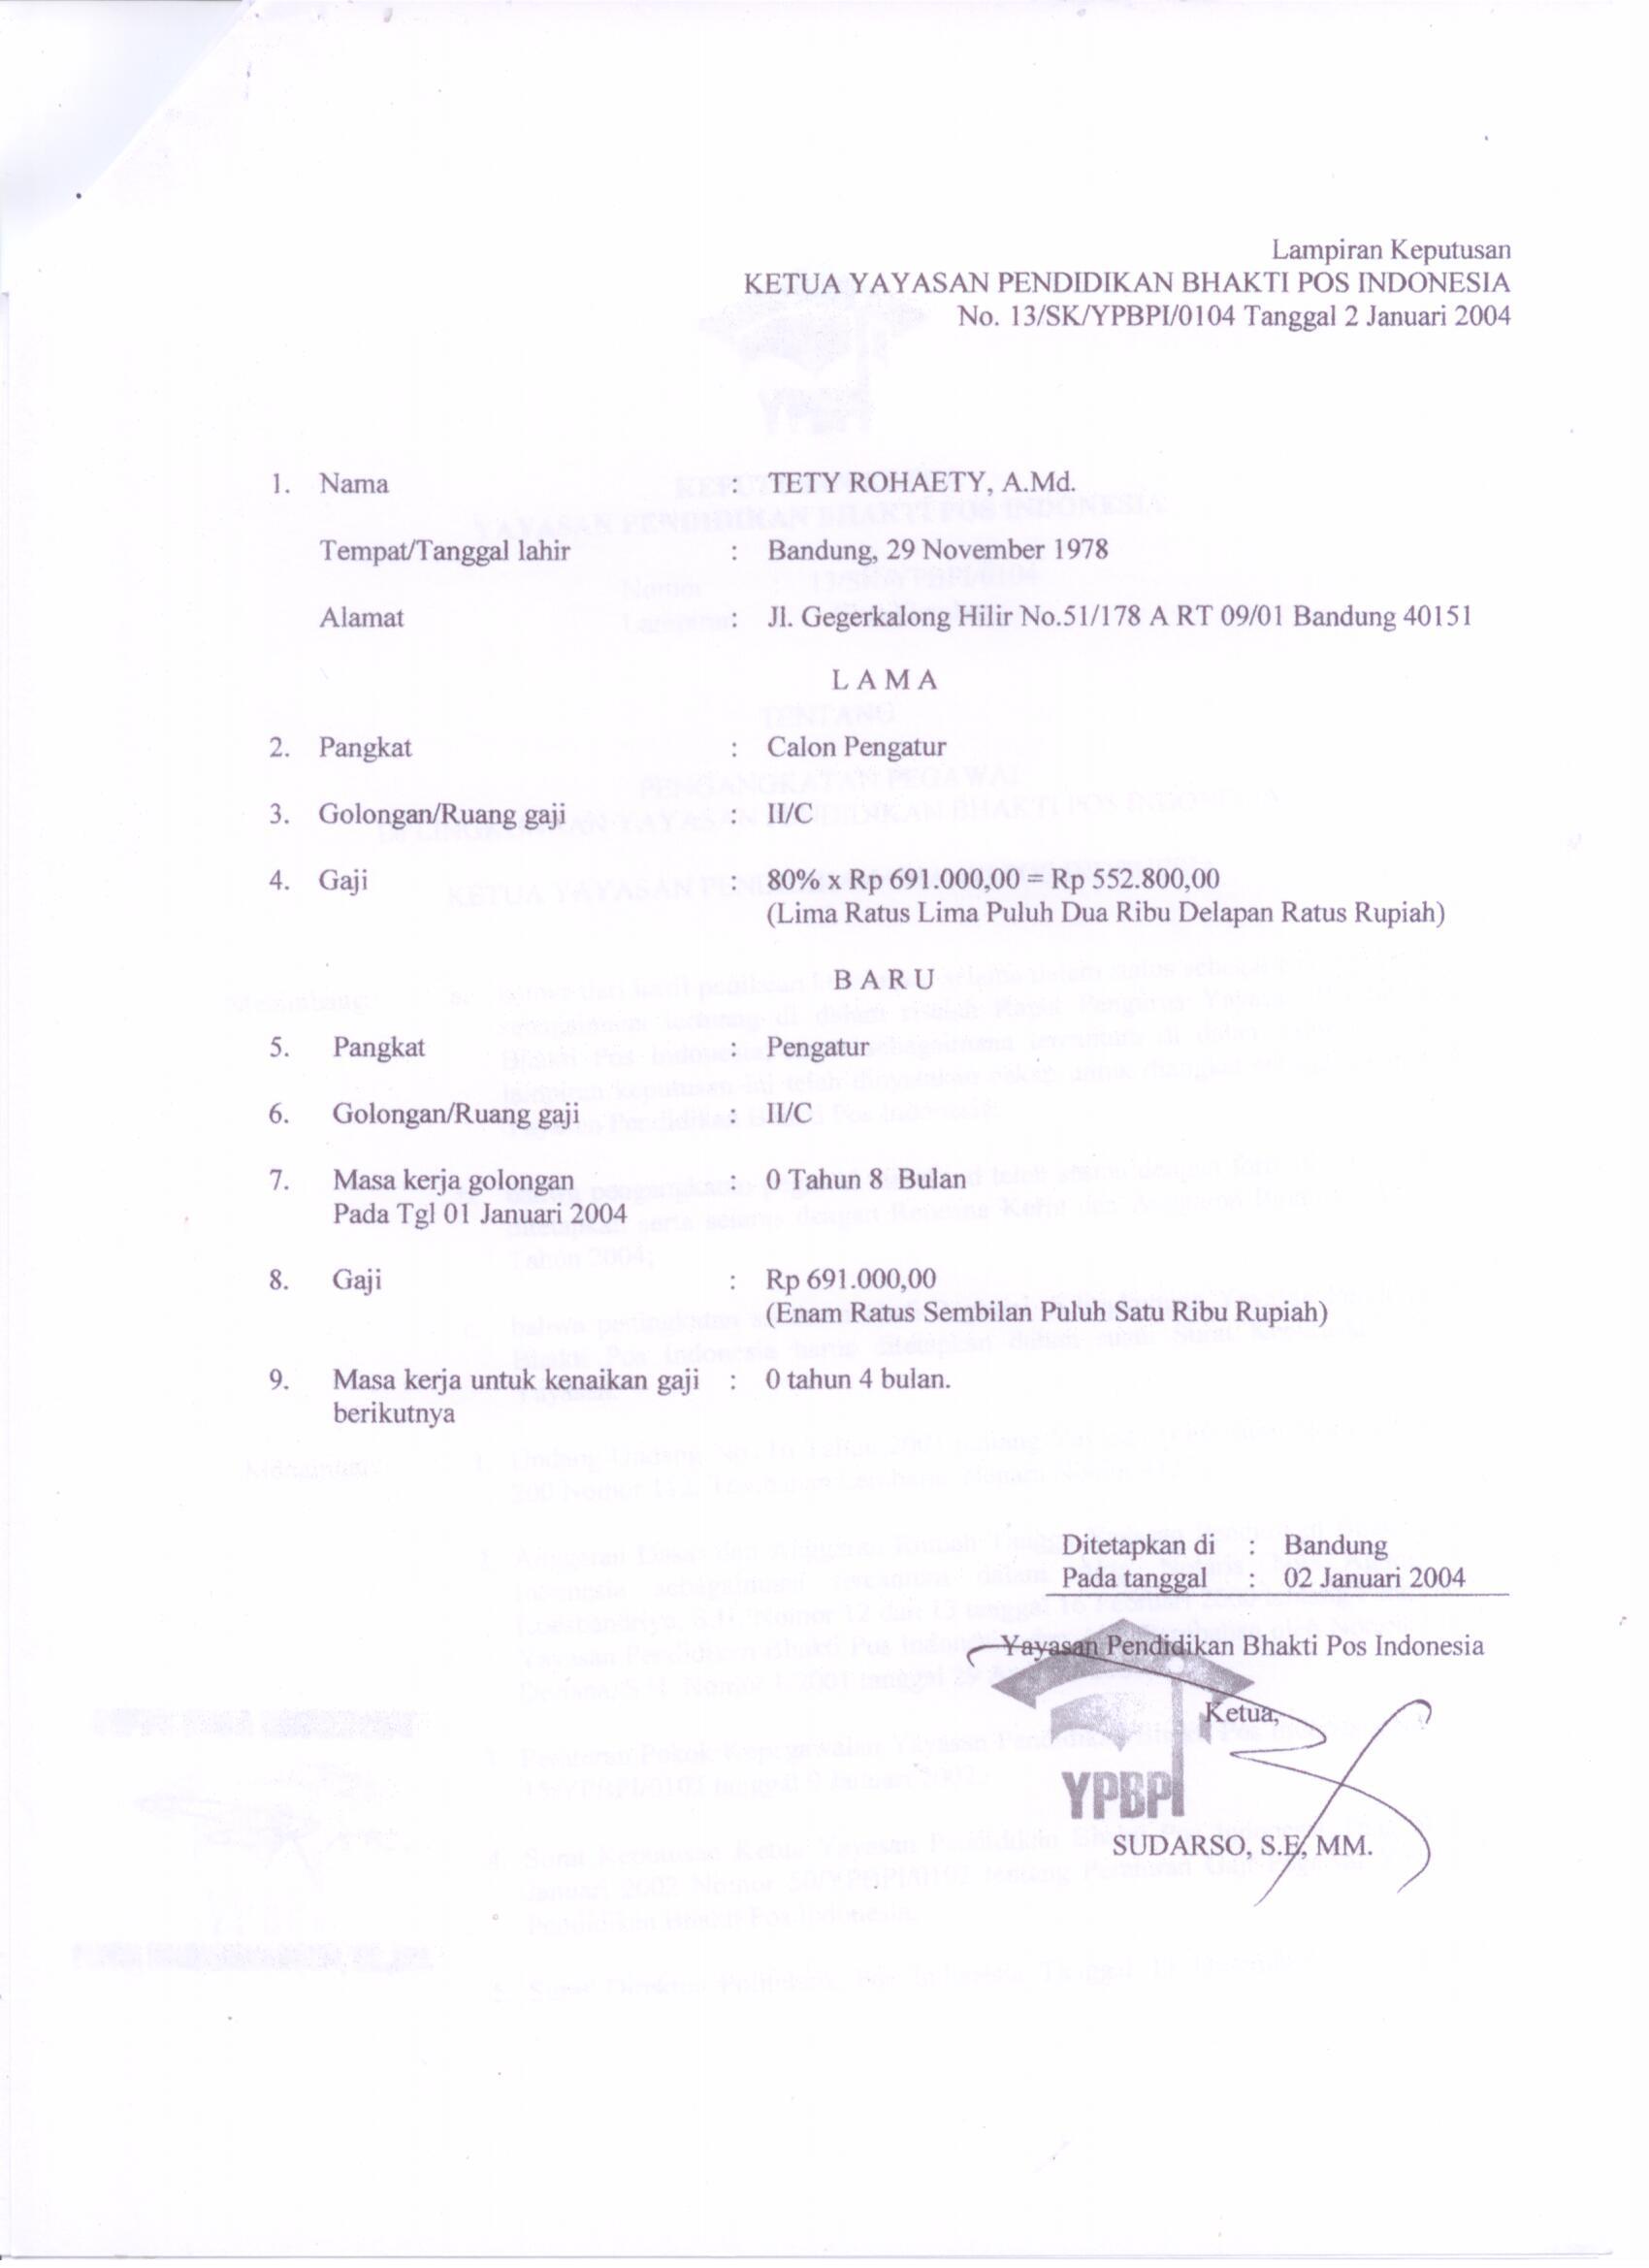 Lampiran Keputusan
KETUA YAYASAN PENDIDIKAN BHAKTI POS INDONESIA
No. 13/SK/YPBPI/0104 Tanggal 2 Januari 2004
1. Nama : TETY ROHAETY, A.Md.
Tempat/Tanggal lahir : Bandung, 29 November 1978
Alamat : Jl. Gegerkalong Hilir No.51/178 A RT 09/01 Bandung 40151
L A M A
2. Pangkat : Calon Pengatur
3. Golongan/Ruang gaji : II/C
4. Gaji : 80% x Rp 691.000,00 = Rp 552.800,00
(Lima Ratus Lima Puluh Dua Ribu Delapan Ratus Rupiah)
B A R U
5. Pangkat : Pengatur
6. Golongan/Ruang gaji : II/C
7. Masa kerja golongan : 0 Tahun 8 Bulan
Pada Tgl 01 Januari 2004
8. Gaji : Rp 691.000,00
(Enam Ratus Sembilan Puluh Satu Ribu Rupiah)
9. Masa kerja untuk kenaikan gaji : 0 tahun 4 bulan.
berikutnya
Ditetapkan di : Bandung
Pada tanggal : 02 Januari 2004
Yayasan Pendidikan Bhakti Pos Indonesia
Ketua,
YPBPI
SUDARSO, S.E, MM.